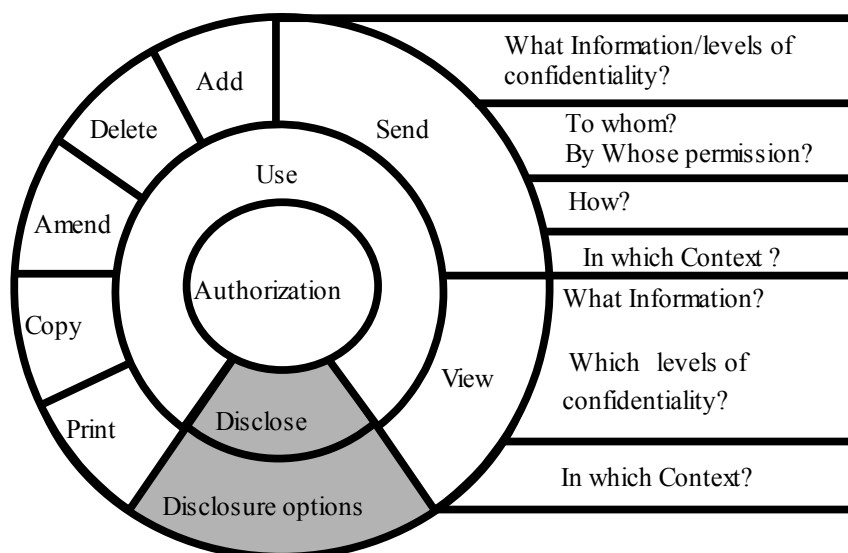 Add
Delete
Amend
Copy
Print
Use
Authorization
Disclose
Disclosure options
Send
View
What Information/levels of
confidentiality?
To whom?
By Whose permission?
How?
In which Context ?
What Information?
Which levels of
confidentiality?
In which Context?